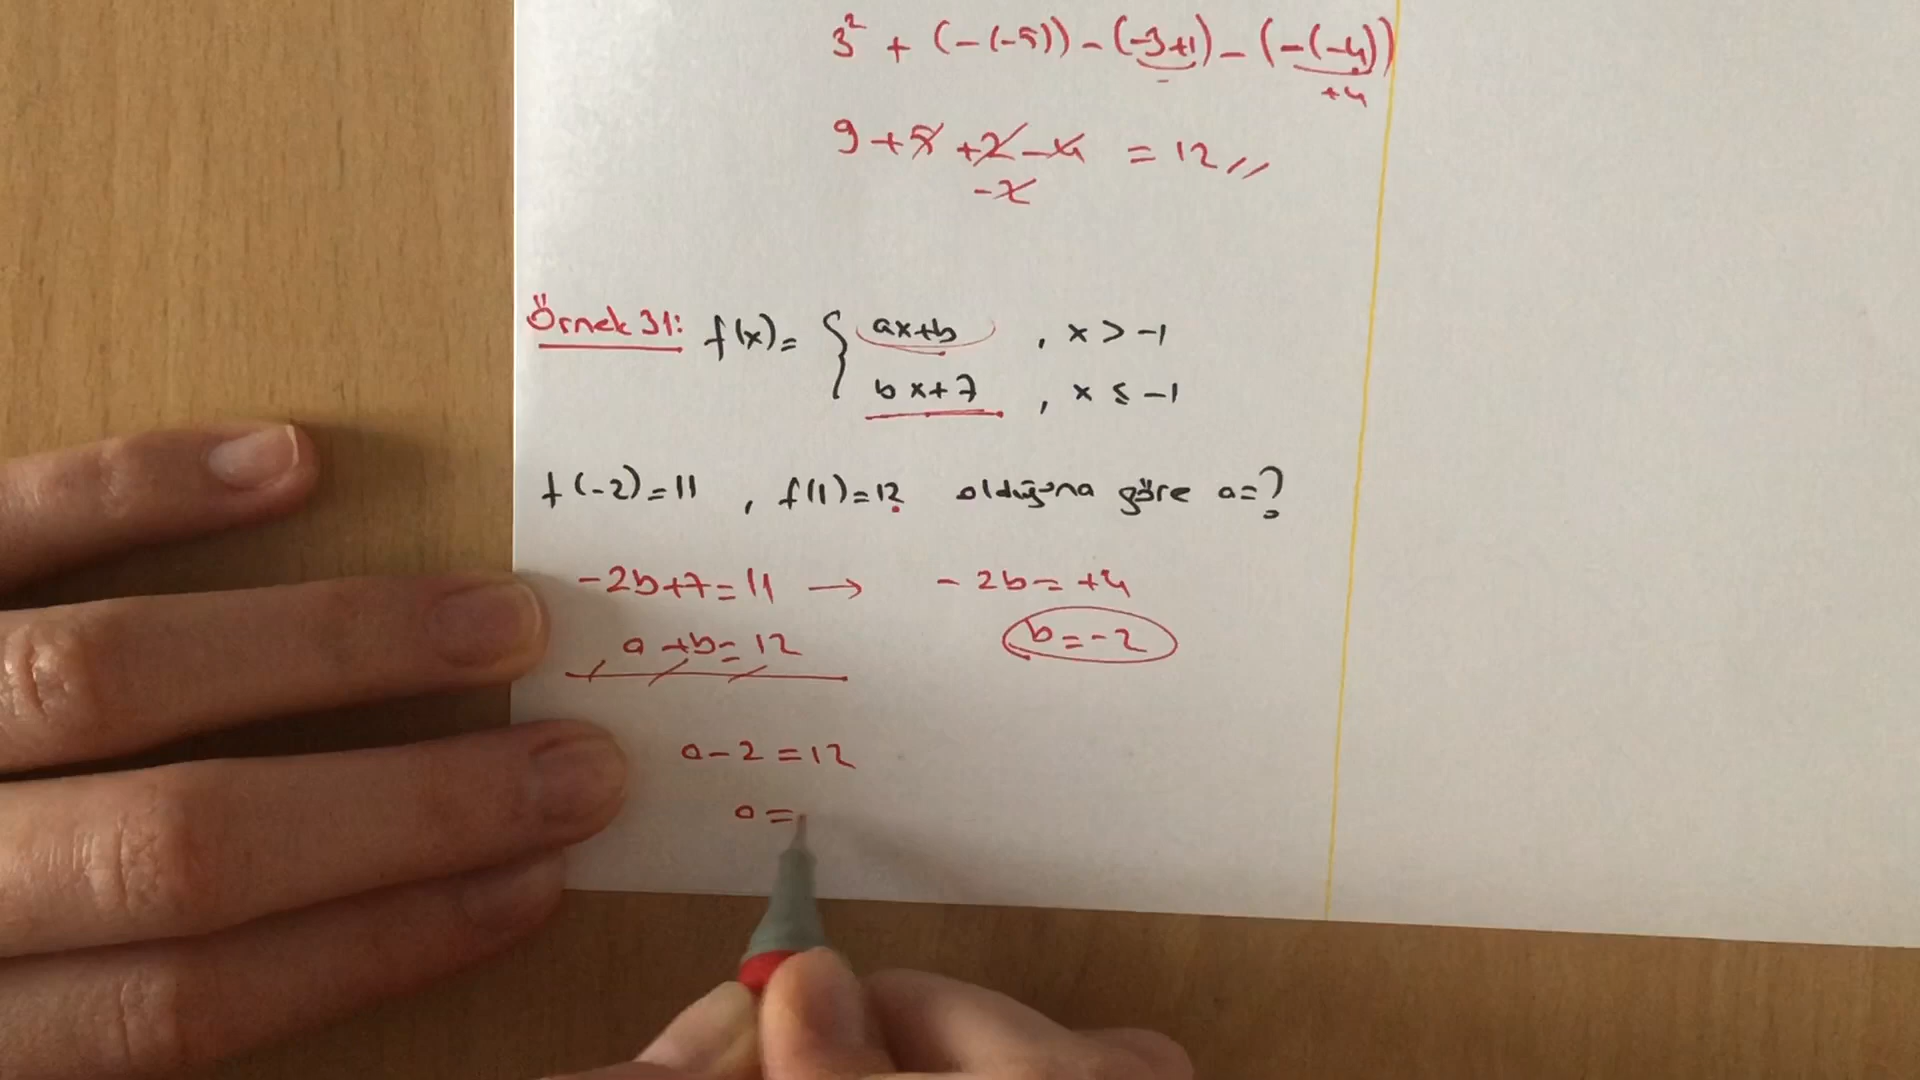 3² + (-(-5)) - (-3+1) - (-(-4))
-
+4
9 + 5 + 2 - 4 = 12 //
-2
Örnek 31: f(x) = { ax+b , x > -1
bx+7 , x ≤ -1
f(-2) = 11 , f(1) = 12 olduğuna göre a = ?
-2b+7=11 → -2b = +4
a+b=12 b=-2
a-2=12
a=